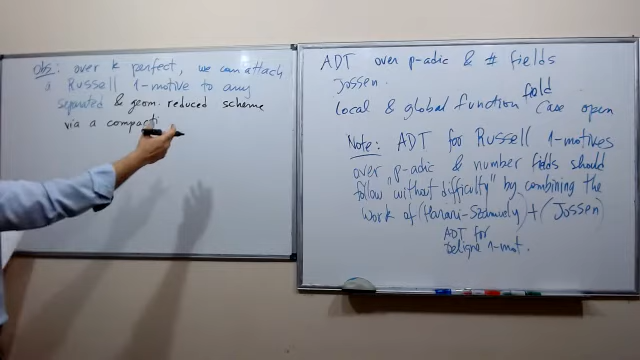 Obs: over k perfect, we can attach
a Russell 1-motive to any
separated & geom. reduced scheme
via a compacti
ADT over p-adic & # fields
Jossen.
local & global function field case open
Note: ADT for Russell 1-motives
over p-adic & number fields should
follow "without difficulty" by combining the
work of (Harari-Szamuely) + (Jossen)
ADT for
Deligne 1-mot.